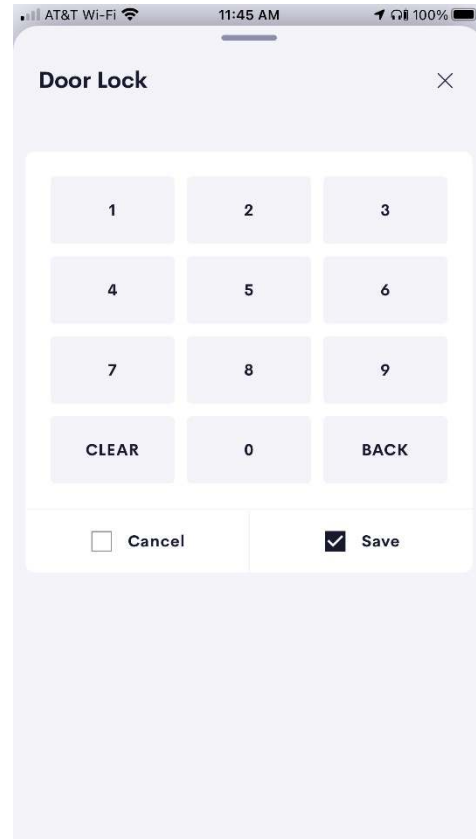 AT&T Wi-Fi 11:45 AM 100%
Door Lock
1 2 3
4 5 6
7 8 9
CLEAR 0 BACK
Cancel Save